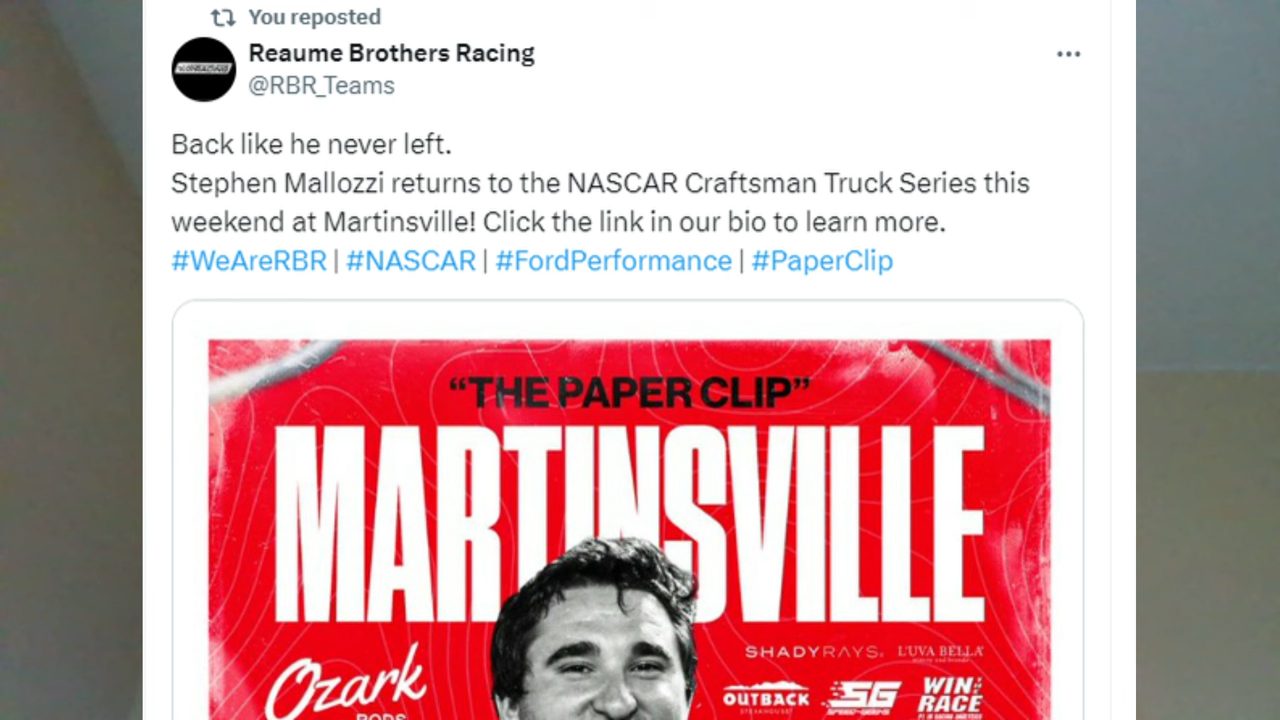 You reposted
Reaume Brothers Racing
@RBR_Teams
Back like he never left.
Stephen Mallozzi returns to the NASCAR Craftsman Truck Series this
weekend at Martinsville! Click the link in our bio to learn more.
#WeAreRBR | #NASCAR | #FordPerformance | #PaperClip
“THE PAPER CLIP”
MARTINSVILLE
Ozark
SHADYRAYS
L'UVA BELLA
OUTBACK
STEAKHOUSE
SG
WIN THE
RACE